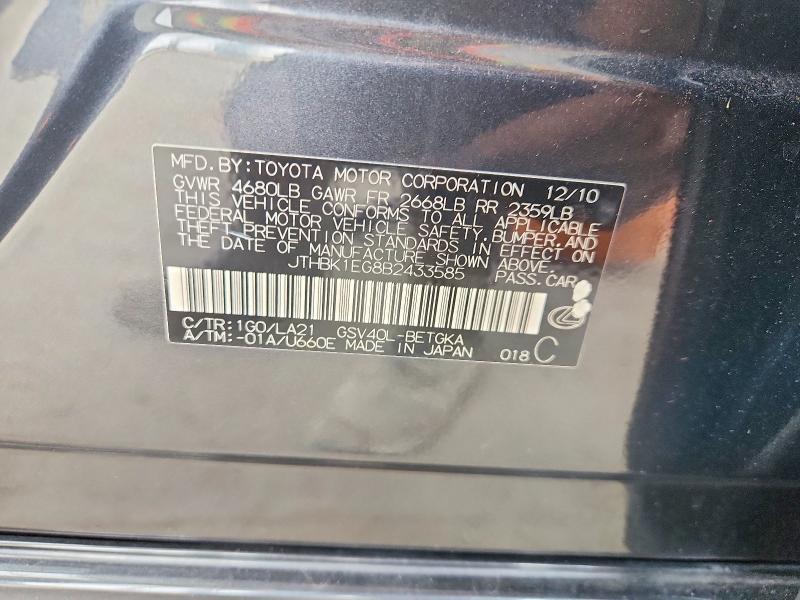 MFD. BY: TOYOTA MOTOR CORPORATION 12/10
GVWR 4680LB GAWR FR 2668LB RR 2359LB
THIS VEHICLE CONFORMS TO ALL APPLICABLE
FEDERAL MOTOR VEHICLE SAFETY, BUMPER, AND
THEFT PREVENTION STANDARDS IN EFFECT ON
THE DATE OF MANUFACTURE SHOWN ABOVE.
JTHBK1EG8B2433585 PASS. CAR
C/TR: 1G0/LA21 GSV40L-BETGKA
A/TM: -01A/U660E MADE IN JAPAN 018 C